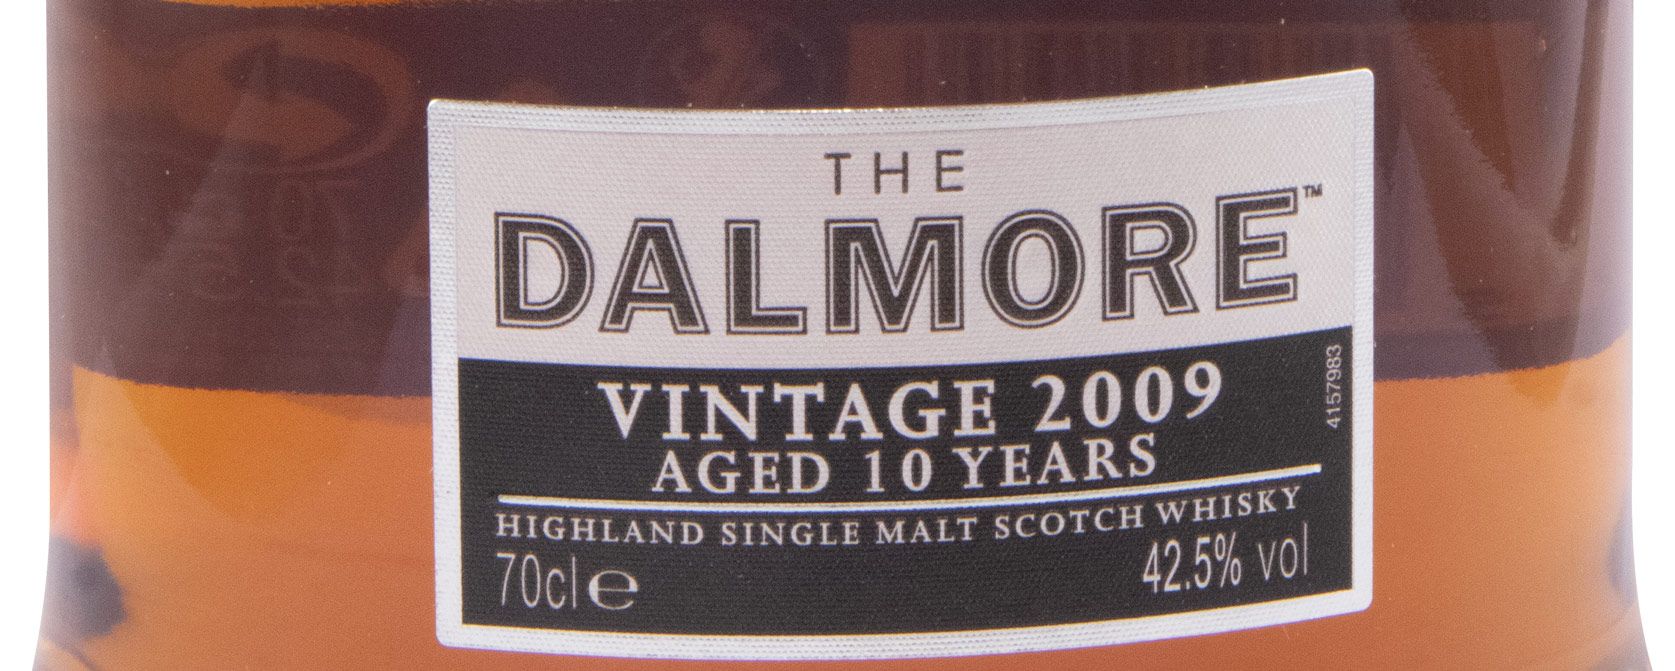 THE
DALMORE™
VINTAGE 2009
AGED 10 YEARS
HIGHLAND SINGLE MALT SCOTCH WHISKY
70cl℮
42.5% vol
4157983